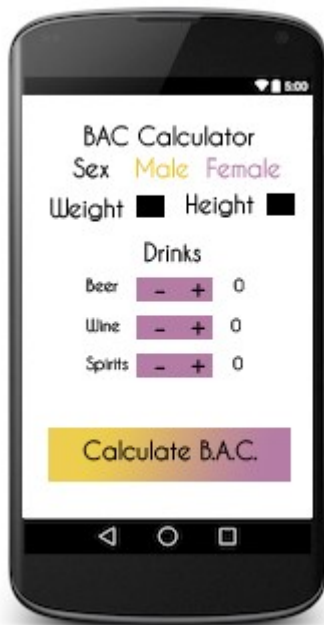 5:00
BAC Calculator
Sex Male Female
Weight Height
Drinks
Beer - + 0
Wine - + 0
Spirits - + 0
Calculate B.A.C.